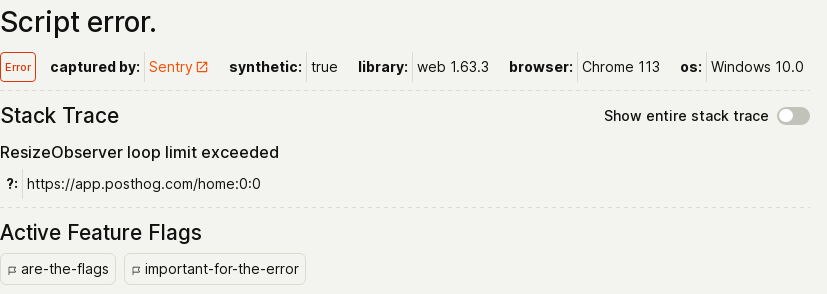 Script error.
Error captured by: Sentry synthetic: true library: web 1.63.3 browser: Chrome 113 os: Windows 10.0
Stack Trace Show entire stack trace
ResizeObserver loop limit exceeded
?: https://app.posthog.com/home:0:0
Active Feature Flags
are-the-flags important-for-the-error